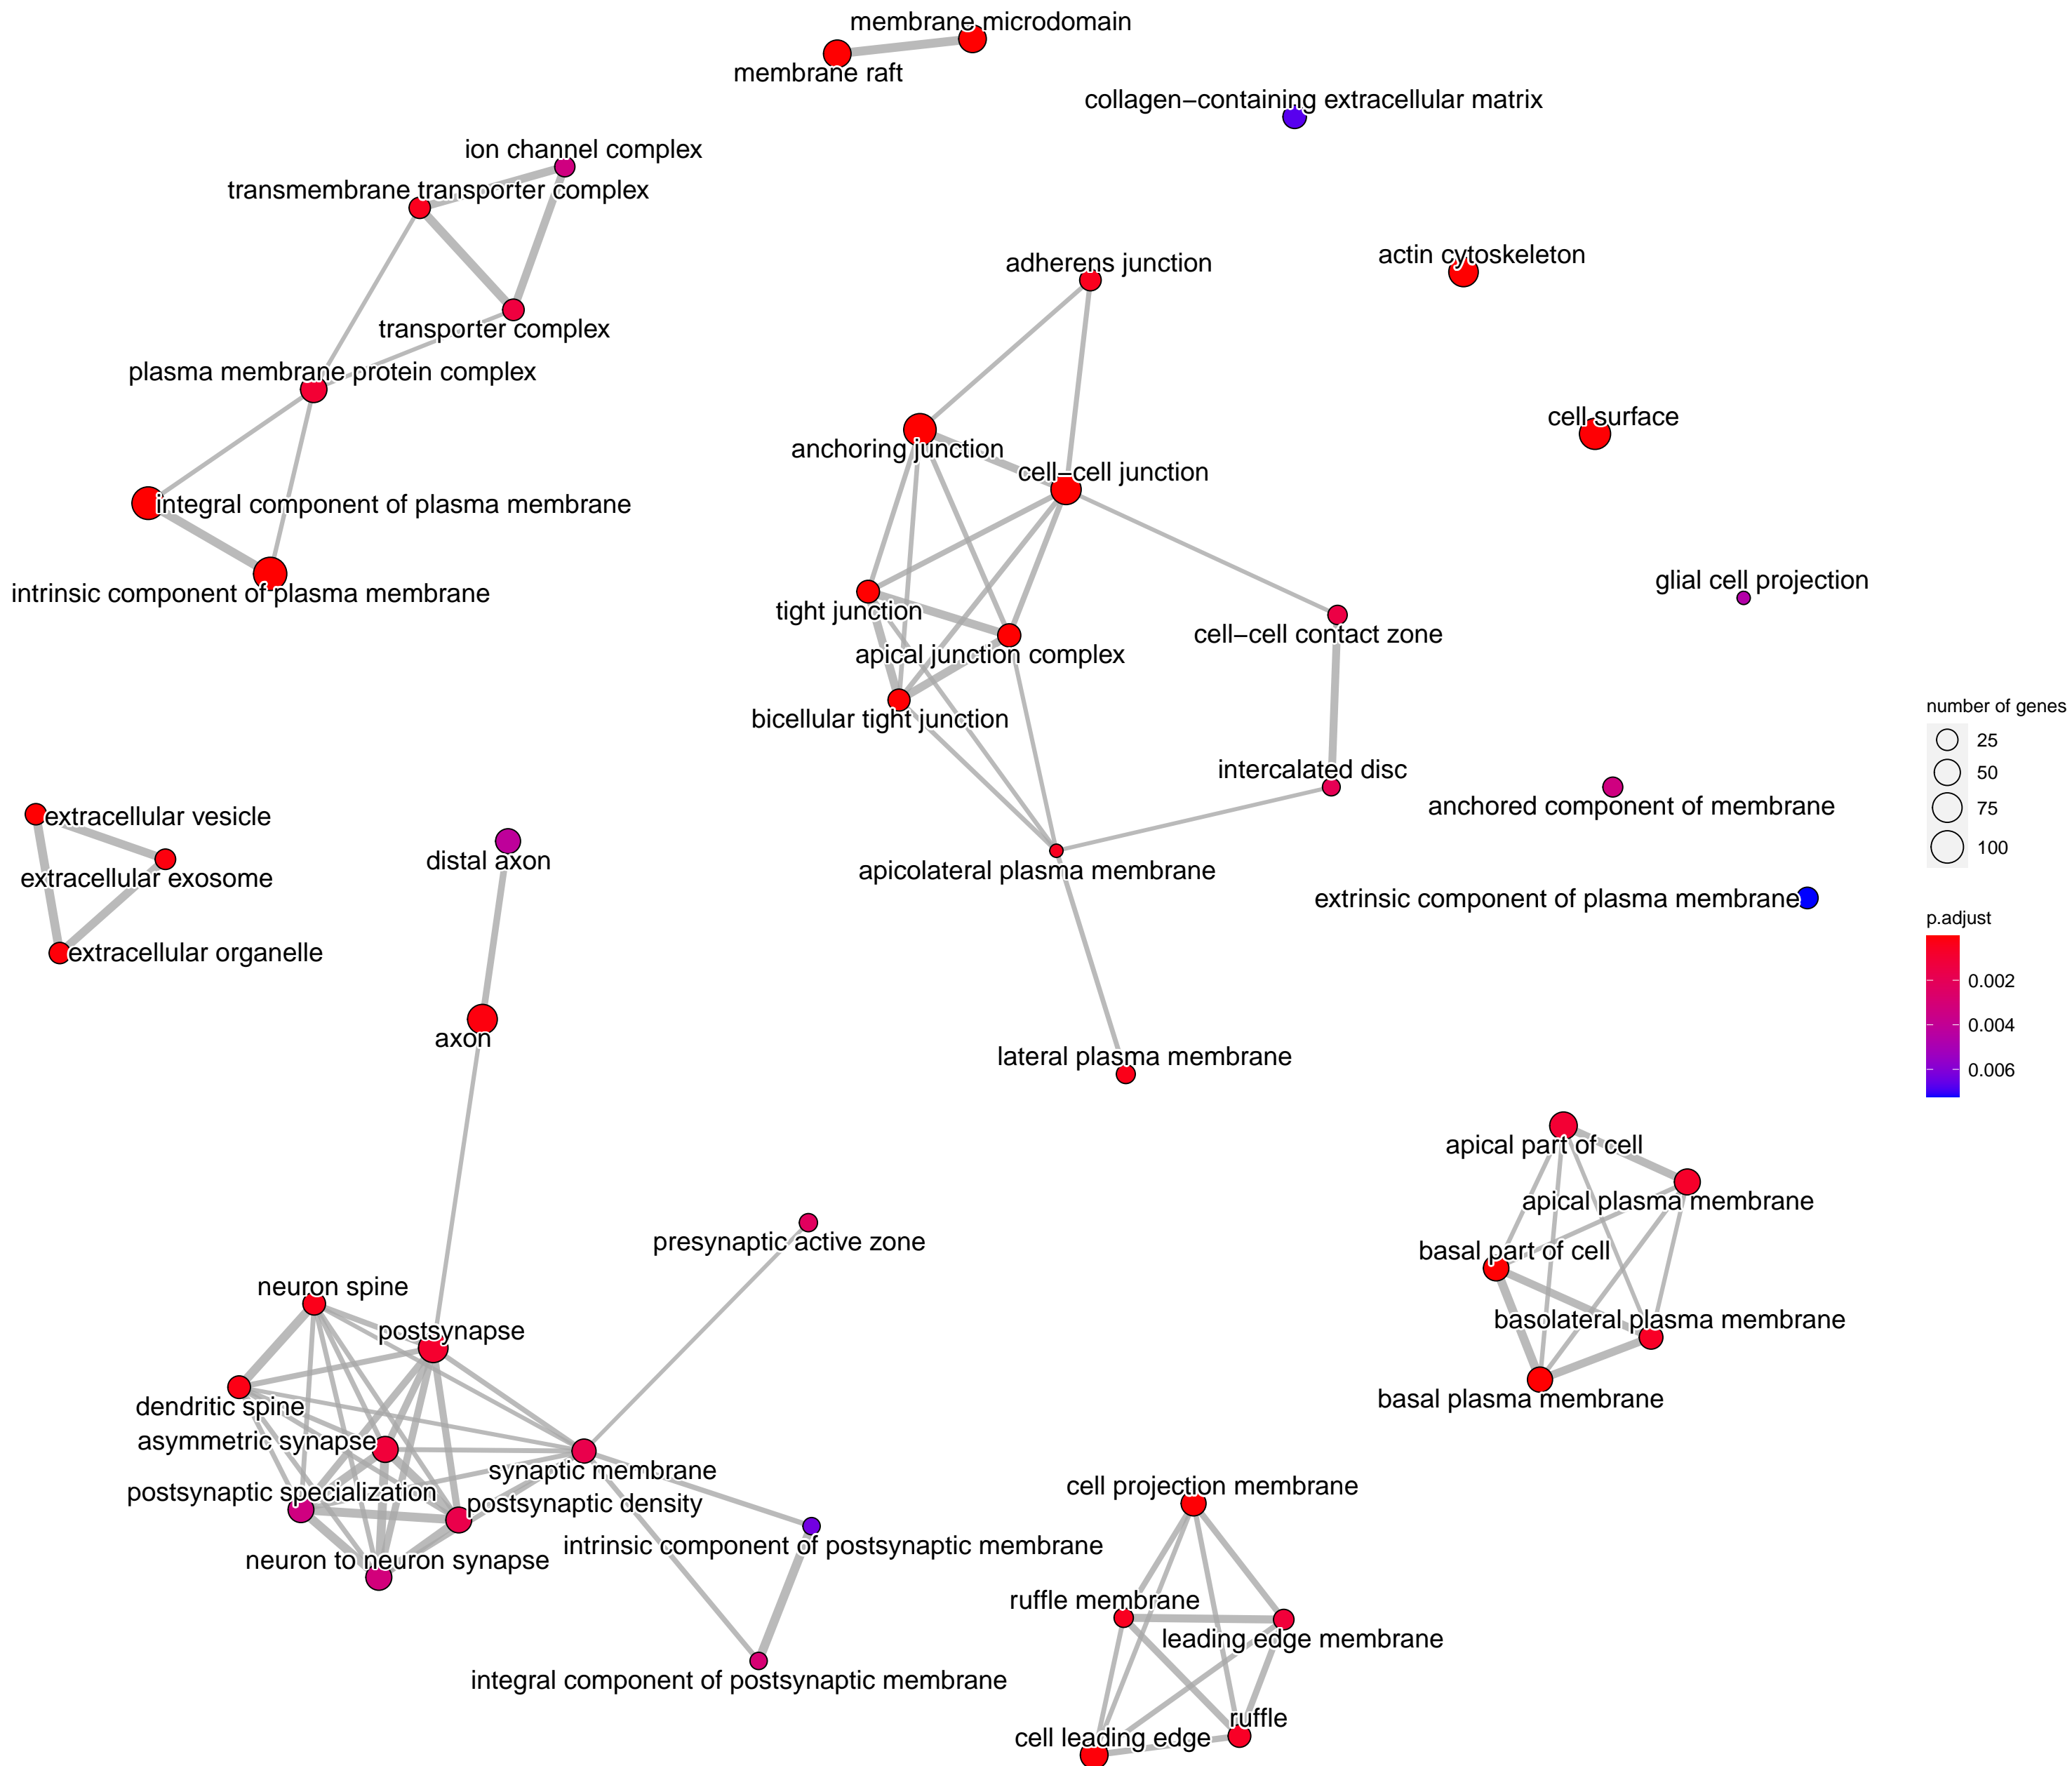 membrane microdomain
membrane raft
collagen−containing extracellular matrix
ion channel complex
transmembrane transporter complex
actin cytoskeleton
adherens junction
transporter complex
plasma membrane protein complex
cell surface
anchoring junction
cell−cell junction
integral component of plasma membrane
intrinsic component of plasma membrane
glial cell projection
tight junction
cell−cell contact zone
apical junction complex
bicellular tight junction
number of genes
25
50
75
100
intercalated disc
anchored component of membrane
extracellular vesicle
distal axon
extracellular exosome
apicolateral plasma membrane
extrinsic component of plasma membrane
p.adjust
0.002
0.004
0.006
extracellular organelle
axon
lateral plasma membrane
apical part of cell
apical plasma membrane
presynaptic active zone
basal part of cell
neuron spine
basolateral plasma membrane
postsynapse
basal plasma membrane
dendritic spine
asymmetric synapse
synaptic membrane
cell projection membrane
postsynaptic specialization
postsynaptic density
intrinsic component of postsynaptic membrane
neuron to neuron synapse
ruffle membrane
leading edge membrane
integral component of postsynaptic membrane
ruffle
cell leading edge